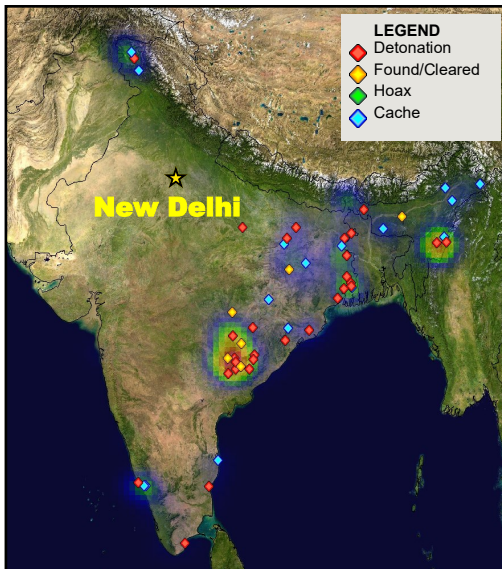 LEGEND
Detonation
Found/Cleared
Hoax
Cache
New Delhi